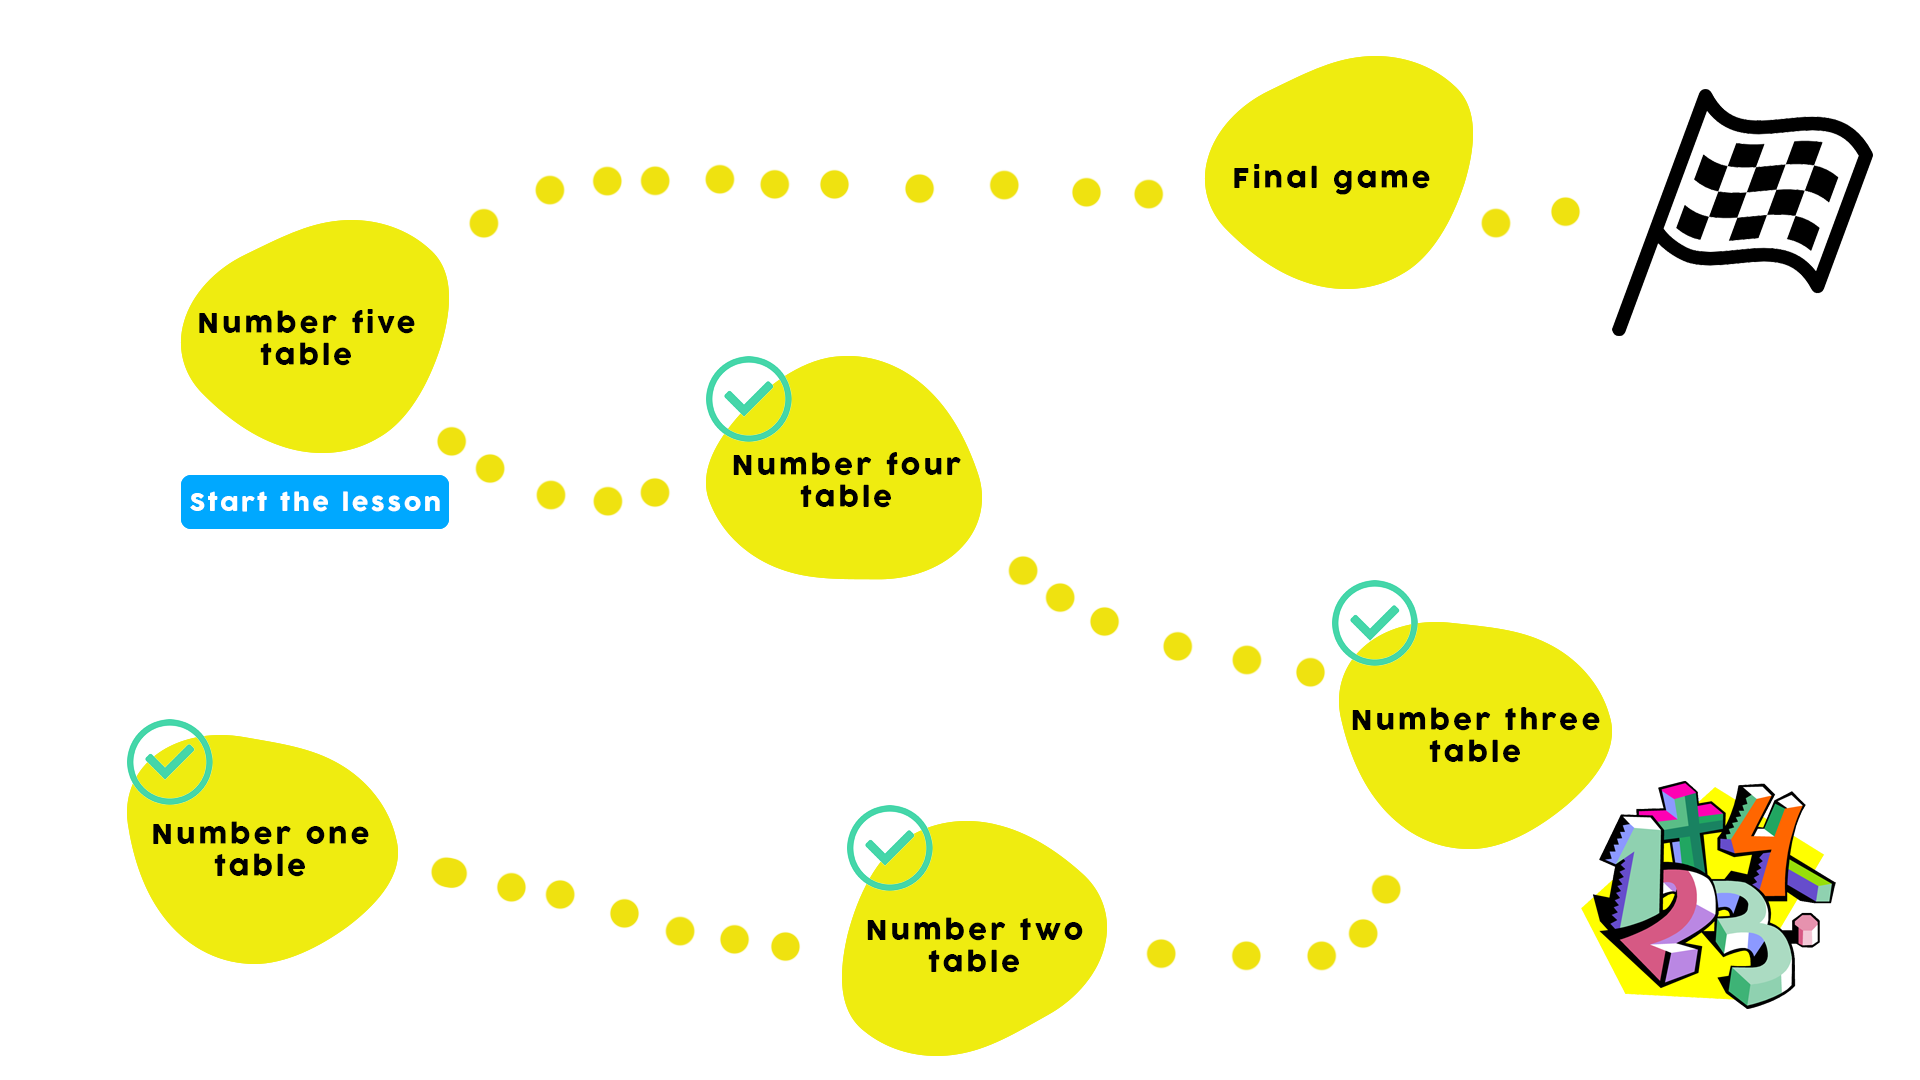 Final game
Number five
table
Start the lesson
Number four
table
Number three
table
Number one
table
Number two
table
1
2
3
4